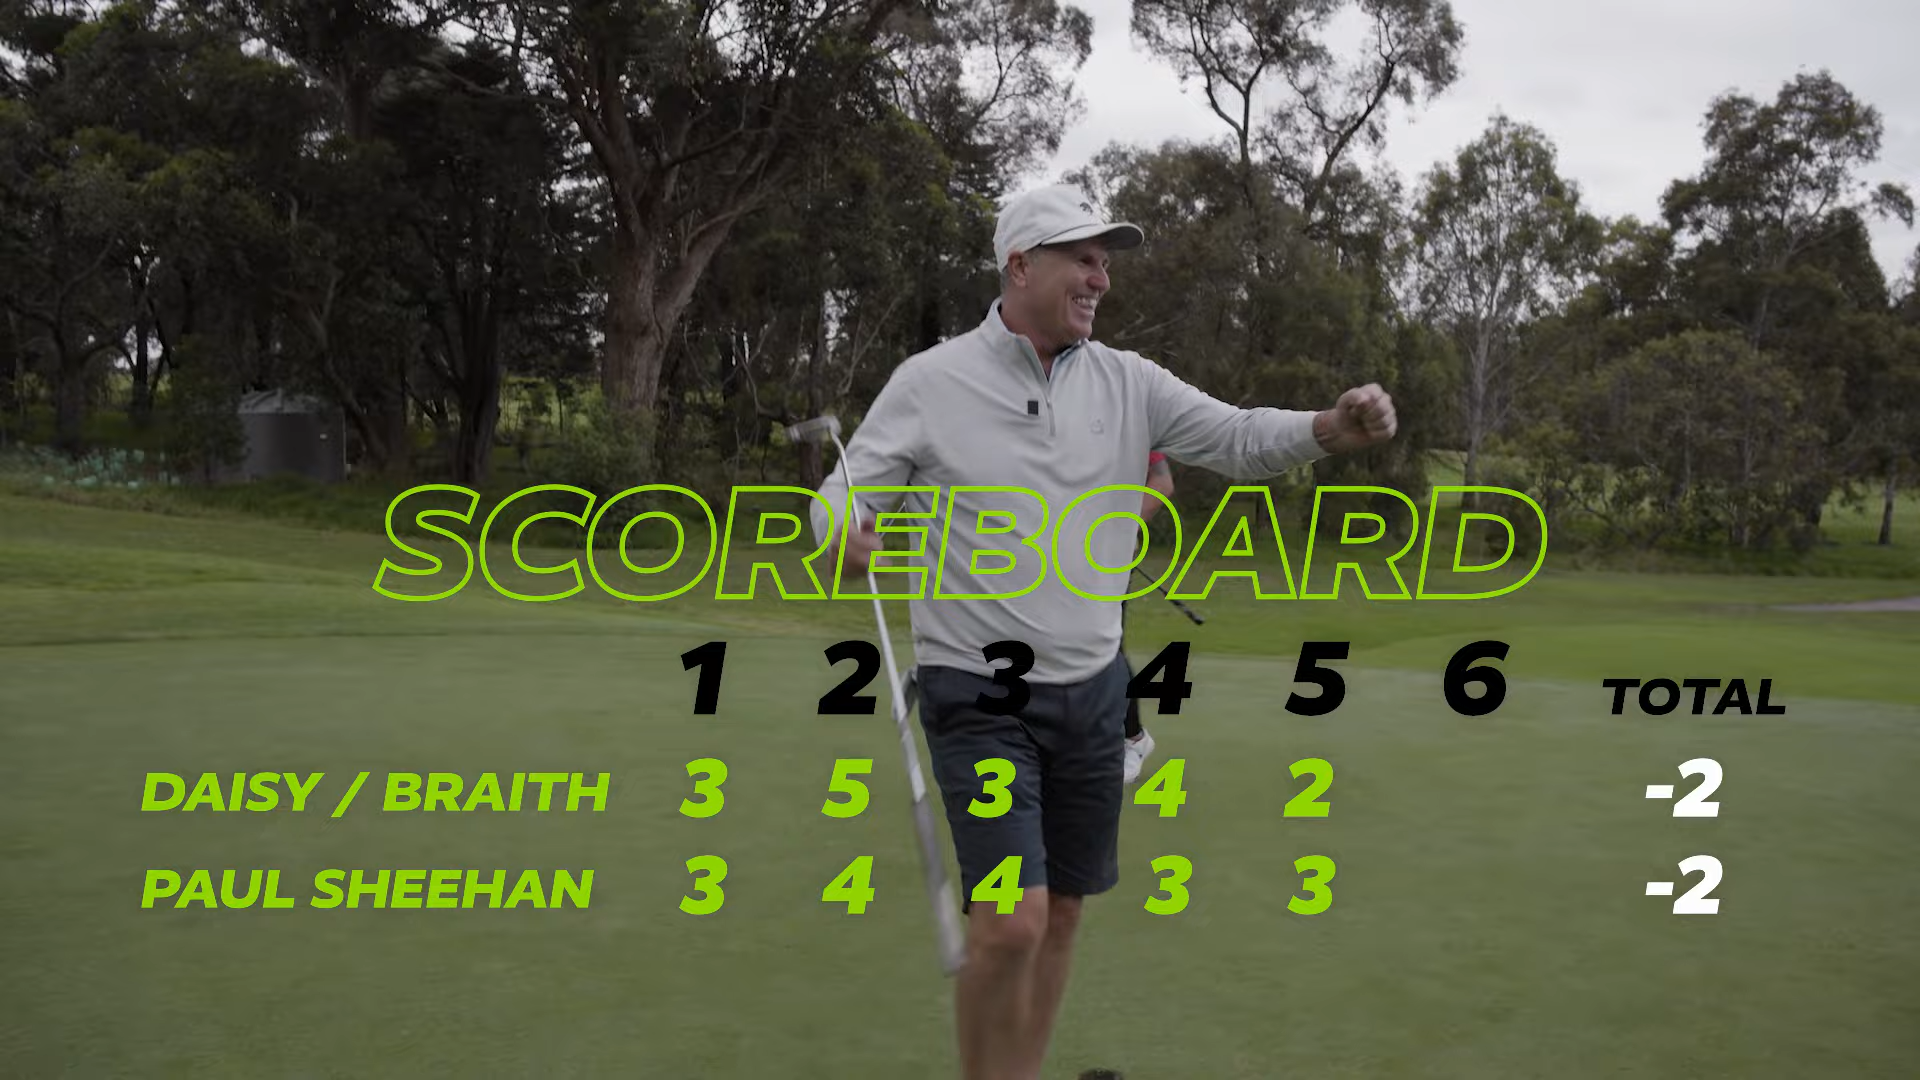 SCOREBOARD
1 2 3 4 5 6 TOTAL
DAISY / BRAITH 3 5 3 4 2 -2
PAUL SHEEHAN 3 4 4 3 3 -2